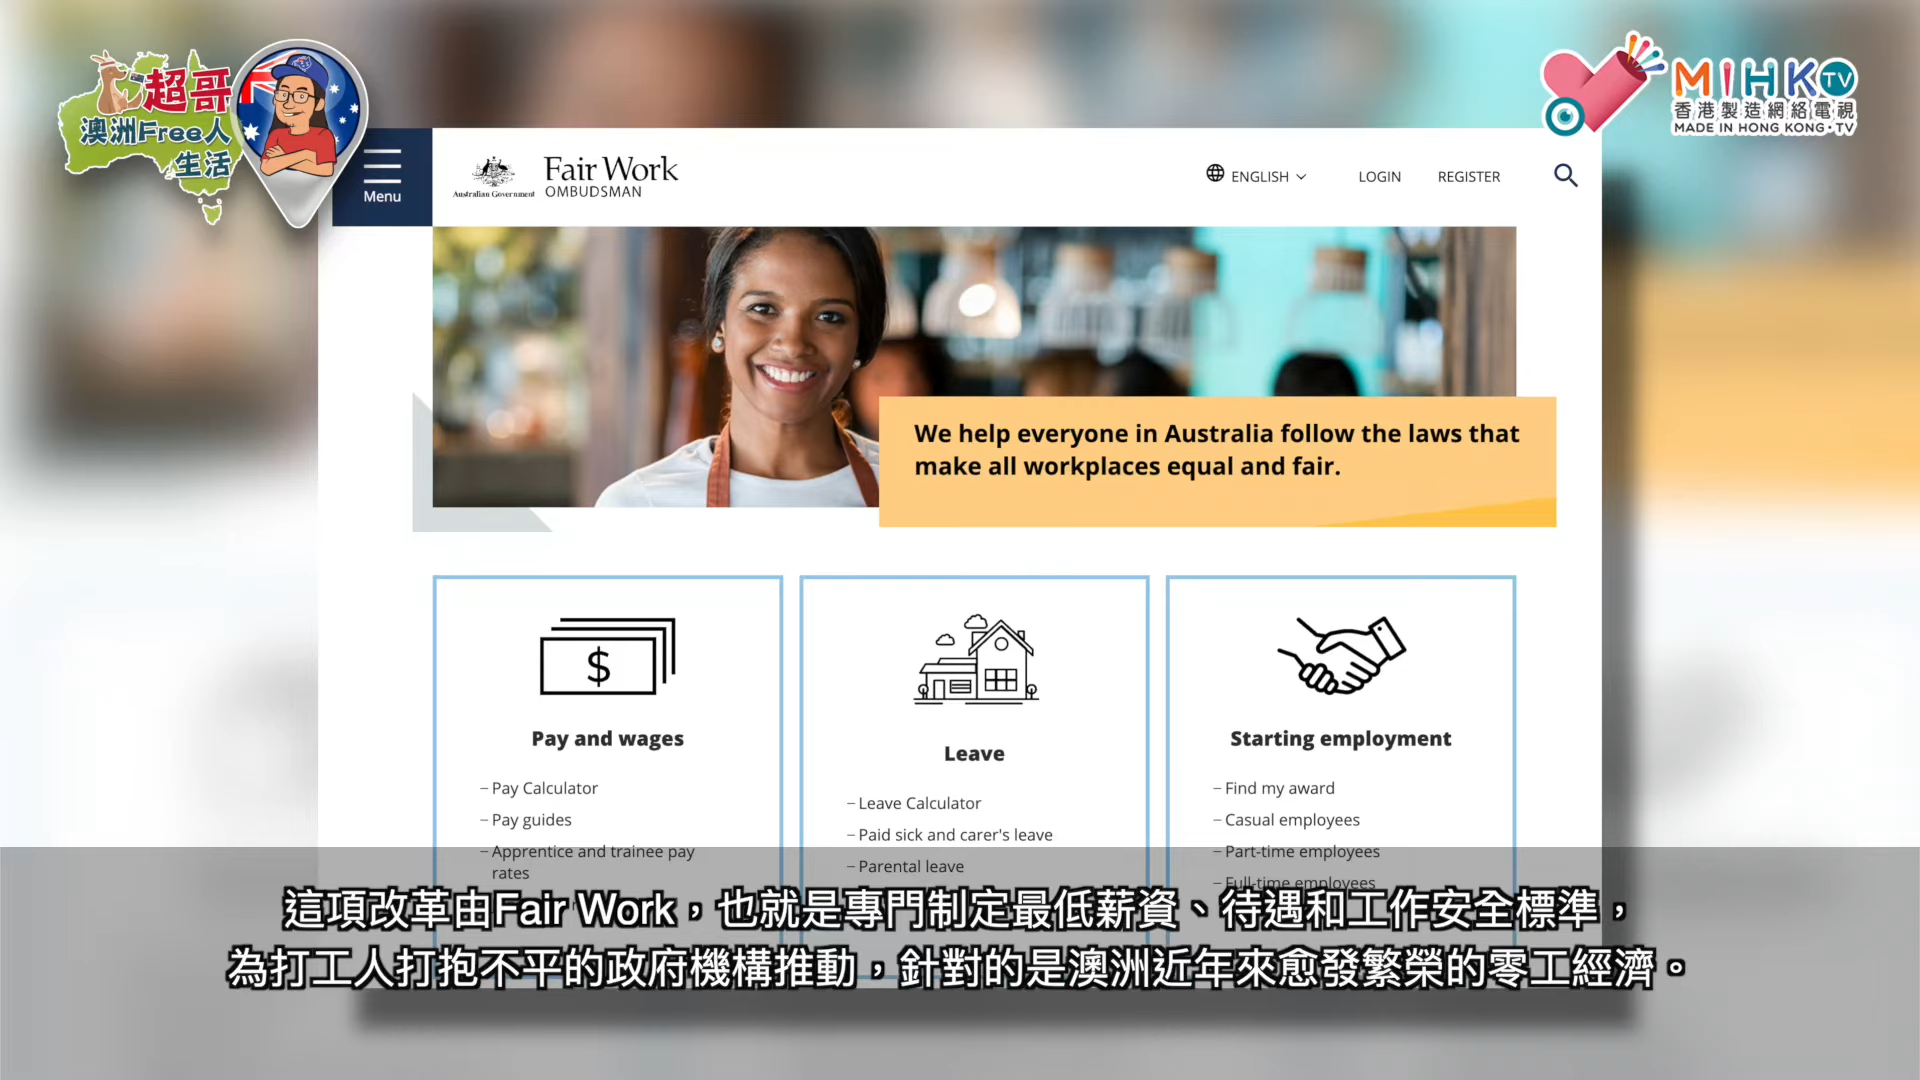 超哥
澳洲Free人
生活
MIHK TV
香港製造網絡電視
MADE IN HONG KONG · TV
Menu
Australian Government
Fair Work
OMBUDSMAN
ENGLISH
LOGIN
REGISTER
We help everyone in Australia follow the laws that
make all workplaces equal and fair.
$
Pay and wages
– Pay Calculator
– Pay guides
– Apprentice and trainee pay
rates
Leave
– Leave Calculator
– Paid sick and carer's leave
– Parental leave
Starting employment
– Find my award
– Casual employees
– Part-time employees
– Full-time employees
這項改革由Fair Work，也就是專門制定最低薪資、待遇和工作安全標準，
為打工人打抱不平的政府機構推動，針對的是澳洲近年來愈發繁榮的零工經濟。